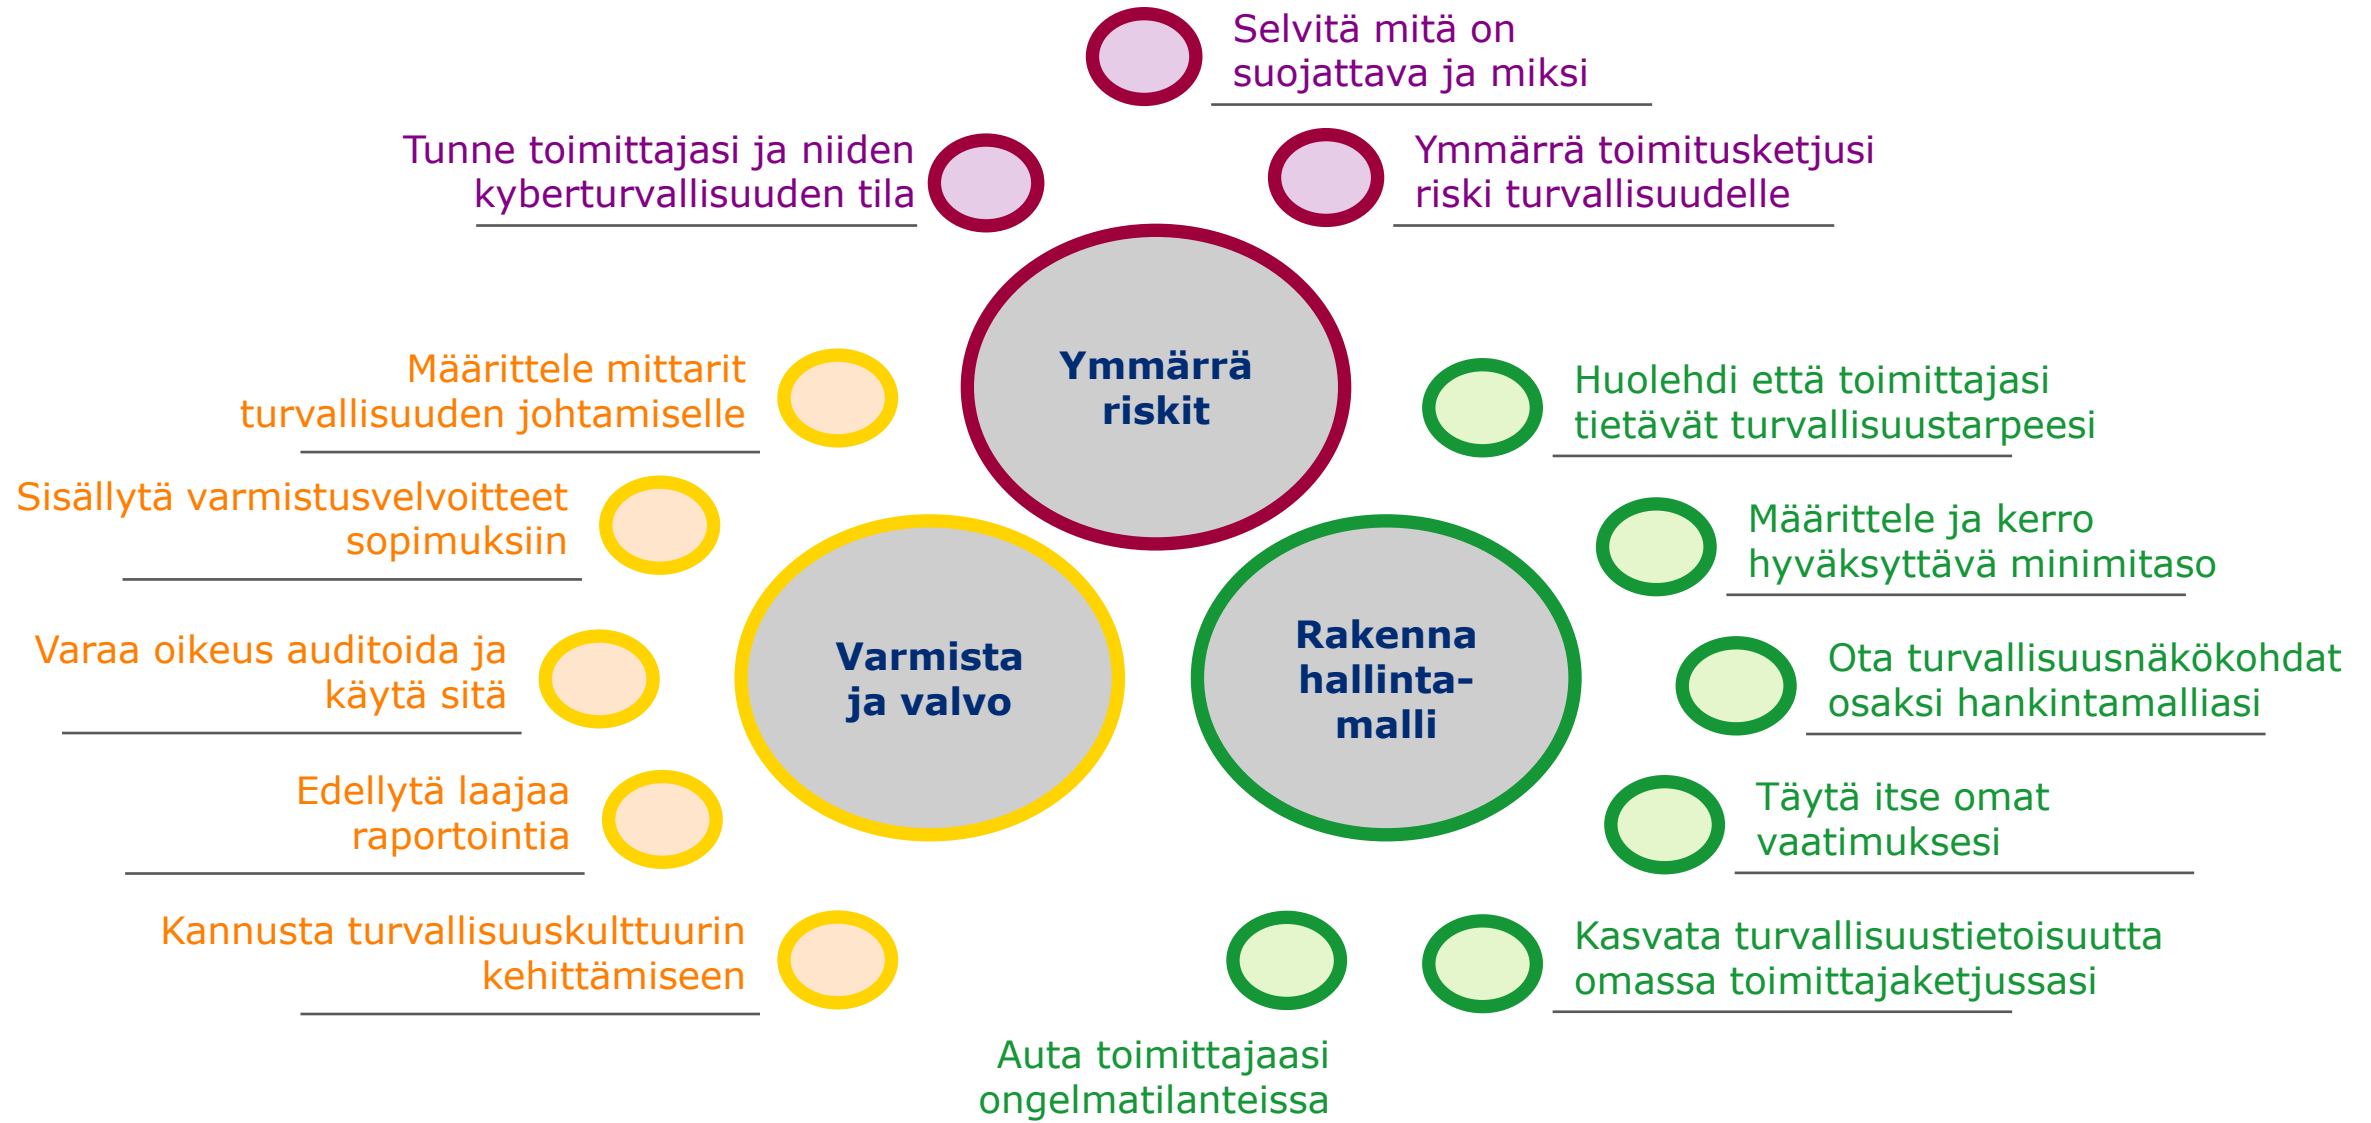 Selvitä mitä on
suojattava ja miksi
Tunne toimittajasi ja niiden
kyberturvallisuuden tila
Ymmärrä toimitusketjusi
riski turvallisuudelle
Ymmärrä
riskit
Määrittele mittarit
turvallisuuden johtamiselle
Sisällytä varmistusvelvoitteet
sopimuksiin
Varaa oikeus auditoida ja
käytä sitä
Edellytä laajaa
raportointia
Kannusta turvallisuuskulttuurin
kehittämiseen
Varmista
ja valvo
Rakenna
hallinta-
malli
Huolehdi että toimittajasi
tietävät turvallisuustarpeesi
Määrittele ja kerro
hyväksyttävä minimitaso
Ota turvallisuusnäkökohdat
osaksi hankintamalliasi
Täytä itse omat
vaatimuksesi
Kasvata turvallisuustietoisuutta
omassa toimittajaketjussasi
Auta toimittajaasi
ongelmatilanteissa